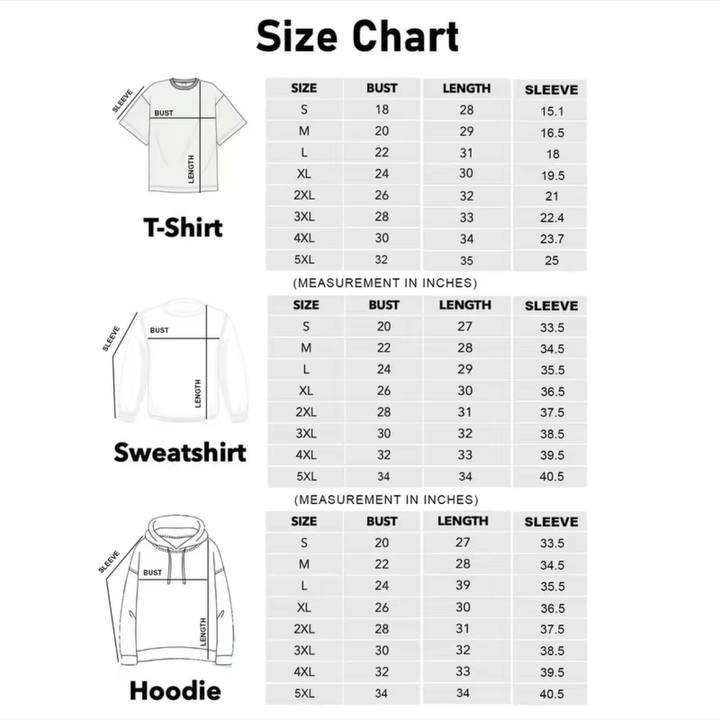 Size Chart
SLEEVE
BUST
LENGTH
T-Shirt
SIZE BUST LENGTH SLEEVE
S 18 28 15.1
M 20 29 16.5
L 22 31 18
XL 24 30 19.5
2XL 26 32 21
3XL 28 33 22.4
4XL 30 34 23.7
5XL 32 35 25
(MEASUREMENT IN INCHES)
SLEEVE
BUST
LENGTH
Sweatshirt
SIZE BUST LENGTH SLEEVE
S 20 27 33.5
M 22 28 34.5
L 24 29 35.5
XL 26 30 36.5
2XL 28 31 37.5
3XL 30 32 38.5
4XL 32 33 39.5
5XL 34 34 40.5
(MEASUREMENT IN INCHES)
SLEEVE
BUST
LENGTH
Hoodie
SIZE BUST LENGTH SLEEVE
S 20 27 33.5
M 22 28 34.5
L 24 39 35.5
XL 26 30 36.5
2XL 28 31 37.5
3XL 30 32 38.5
4XL 32 33 39.5
5XL 34 34 40.5